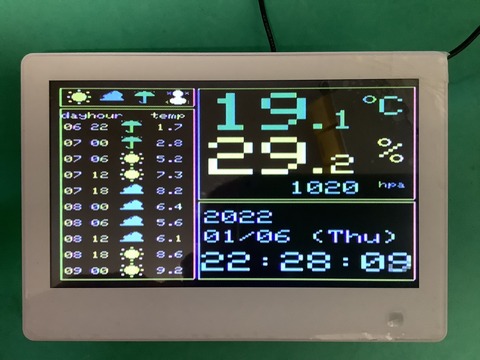 dayhour temp
06 22 1.7
07 00 2.8
07 06 5.2
07 12 7.3
07 18 8.2
08 00 6.4
08 06 5.6
08 12 6.1
08 18 8.6
09 00 9.2
19.1 °C
29.2 %
1020 hpa
2022
01/06 (Thu)
22:28:09